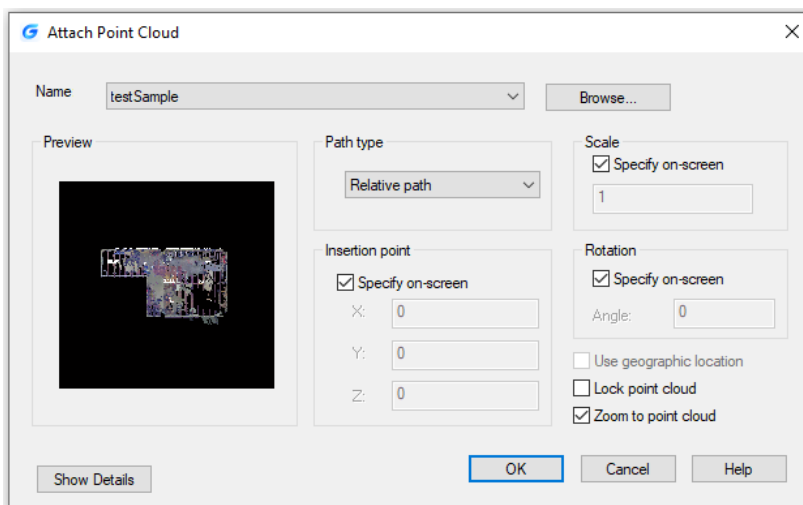 Attach Point Cloud
Name
testSample
Browse...
Preview
Path type
Relative path
Scale
Specify on-screen
1
Insertion point
Specify on-screen
X: 0
Y: 0
Z: 0
Rotation
Specify on-screen
Angle: 0
Use geographic location
Lock point cloud
Zoom to point cloud
Show Details
OK
Cancel
Help